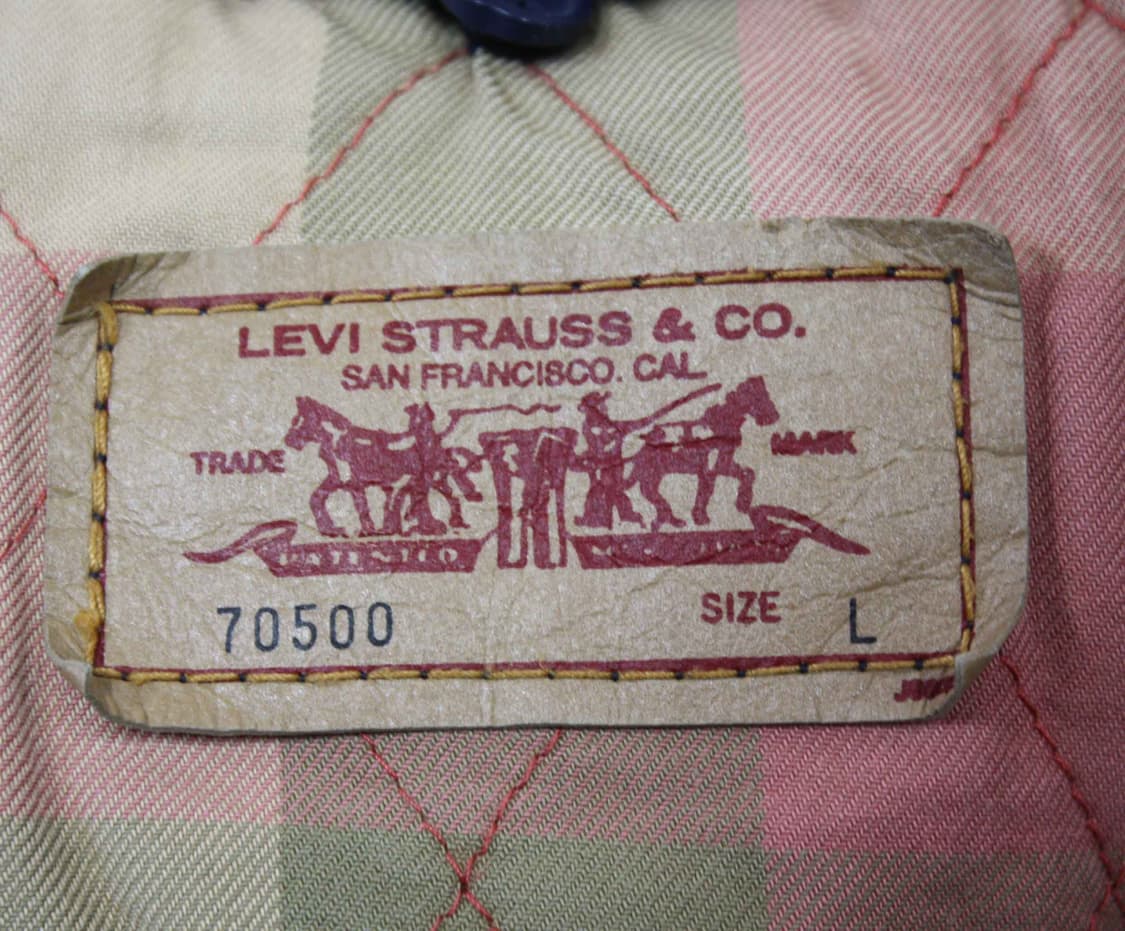 LEVI STRAUSS & CO.
SAN FRANCISCO. CAL
TRADE MARK
70500 SIZE L